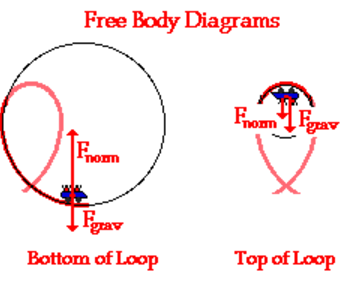 Free Body Diagrams
Fnorm
Fgrav
Bottom of Loop
Fnorm
Fgrav
Top of Loop